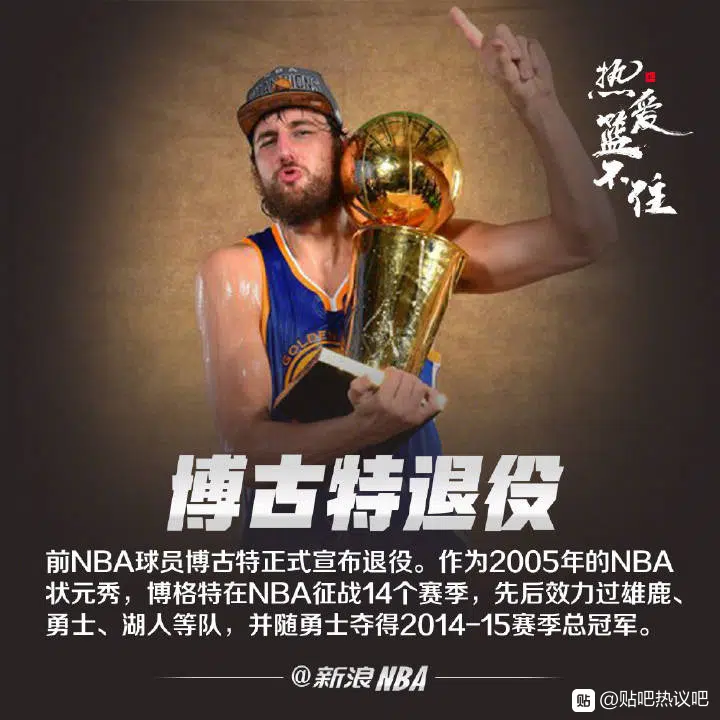 热爱
篮不住
CHAMPIONS
GOLDEN
博古特退役
前NBA球员博古特正式宣布退役。作为2005年的NBA
状元秀，博格特在NBA征战14个赛季，先后效力过雄鹿、
勇士、湖人等队，并随勇士夺得2014-15赛季总冠军。
@新浪NBA
贴 @贴吧热议吧